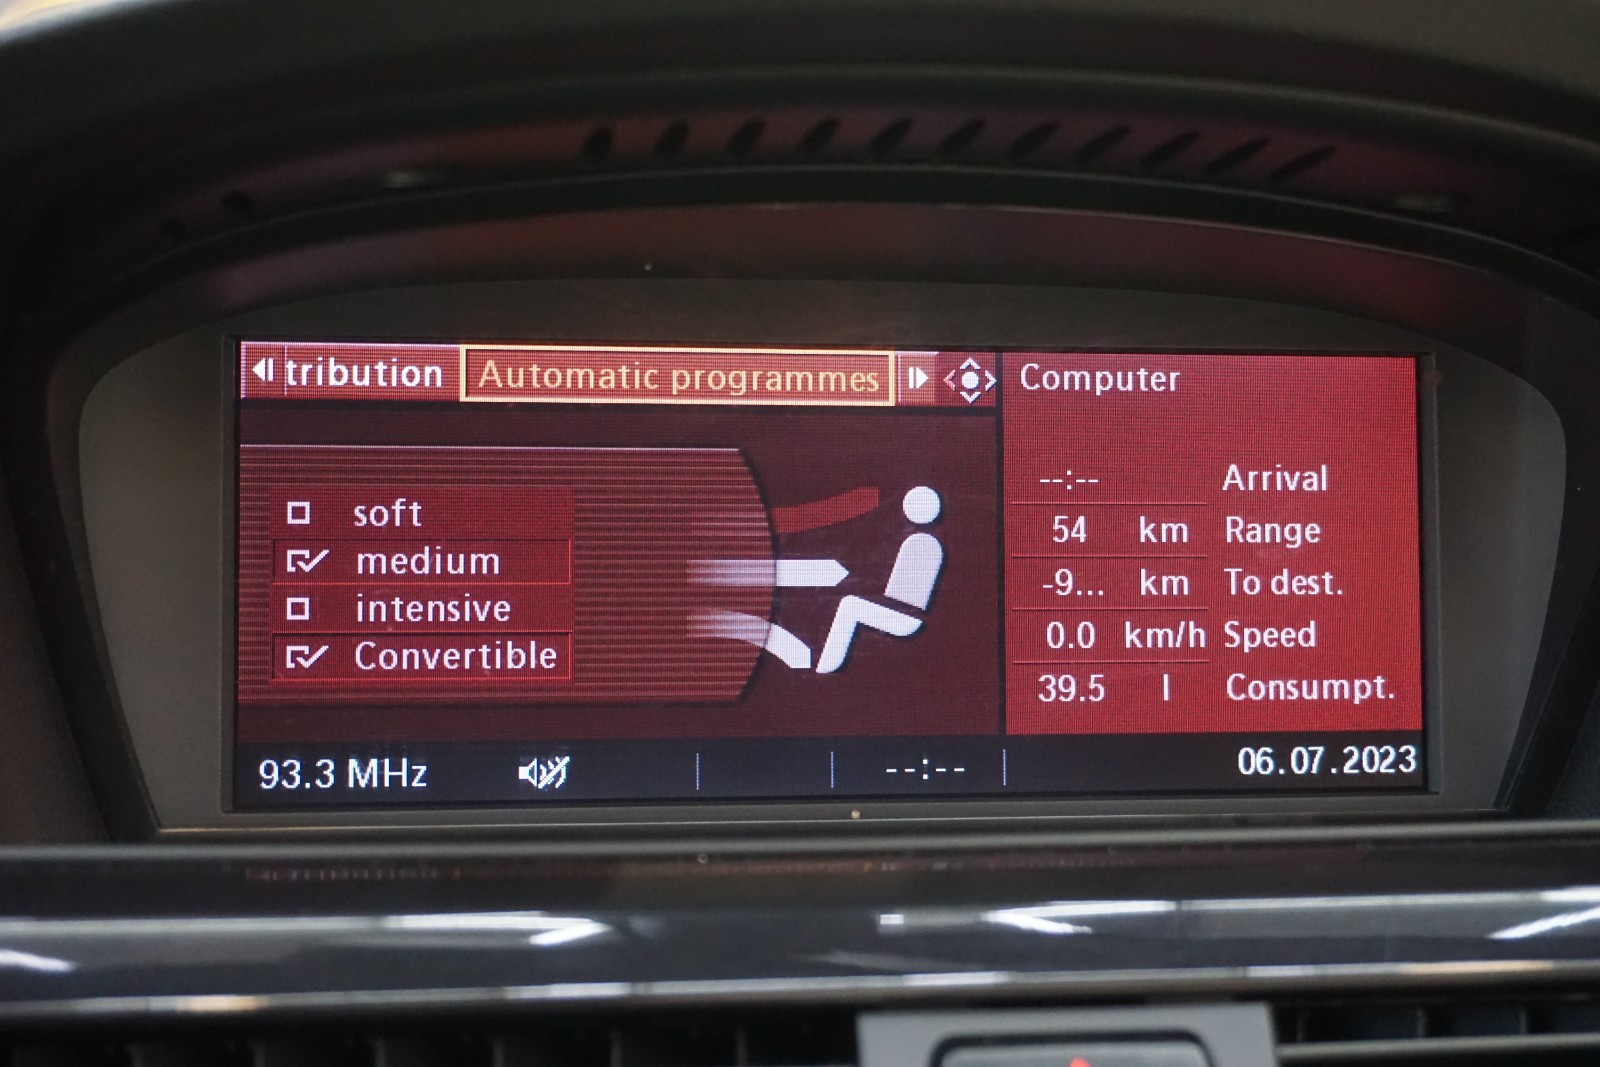 tribution Automatic programmes
Computer
soft
medium
intensive
Convertible
--:-- Arrival
54 km Range
-9... km To dest.
0.0 km/h Speed
39.5 l Consumpt.
93.3 MHz --:-- 06.07.2023